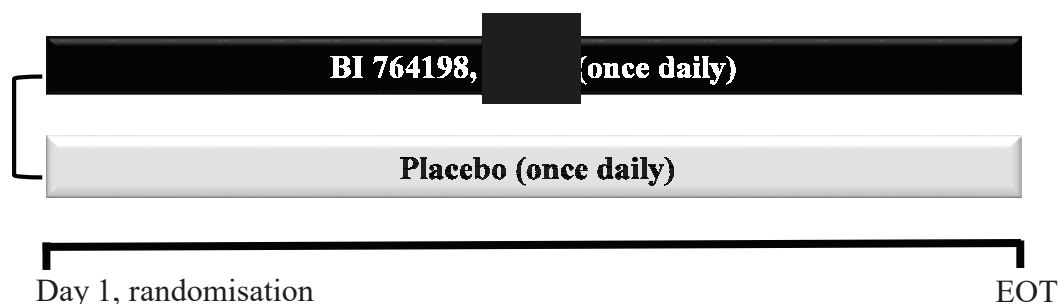 BI 764198, (once daily)
Placebo (once daily)
Day 1, randomisation
EOT